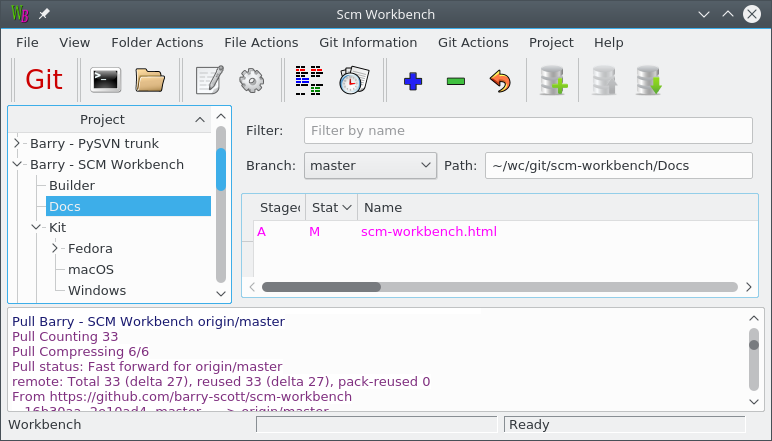 Scm Workbench
File View Folder Actions File Actions Git Information Git Actions Project Help
Git
Project
Barry - PySVN trunk
Barry - SCM Workbench
Builder
Docs
Kit
Fedora
macOS
Windows
Filter: Filter by name
Branch: master Path: ~/wc/git/scm-workbench/Docs
Staged Stat Name
A M scm-workbench.html
Pull Barry - SCM Workbench origin/master
Pull Counting 33
Pull Compressing 6/6
Pull status: Fast forward for origin/master
remote: Total 33 (delta 27), reused 33 (delta 27), pack-reused 0
From https://github.com/barry-scott/scm-workbench
master -> origin/master
Workbench Ready